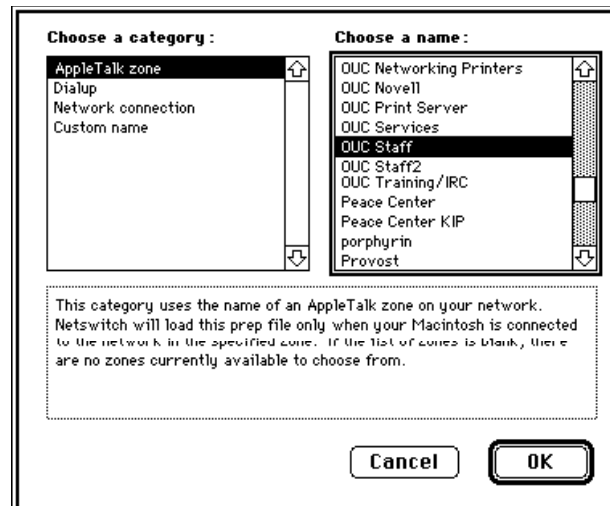 Choose a category:
AppleTalk zone
Dialup
Network connection
Custom name
Choose a name:
OUC Networking Printers
OUC Novell
OUC Print Server
OUC Services
OUC Staff
OUC Staff2
OUC Training/IRC
Peace Center
Peace Center KIP
porphyrin
Provost
This category uses the name of an AppleTalk zone on your network.
Netswitch will load this prep file only when your Macintosh is connected
to the network in the specified zone. If the list of zones is blank, there
are no zones currently available to choose from.
Cancel
OK